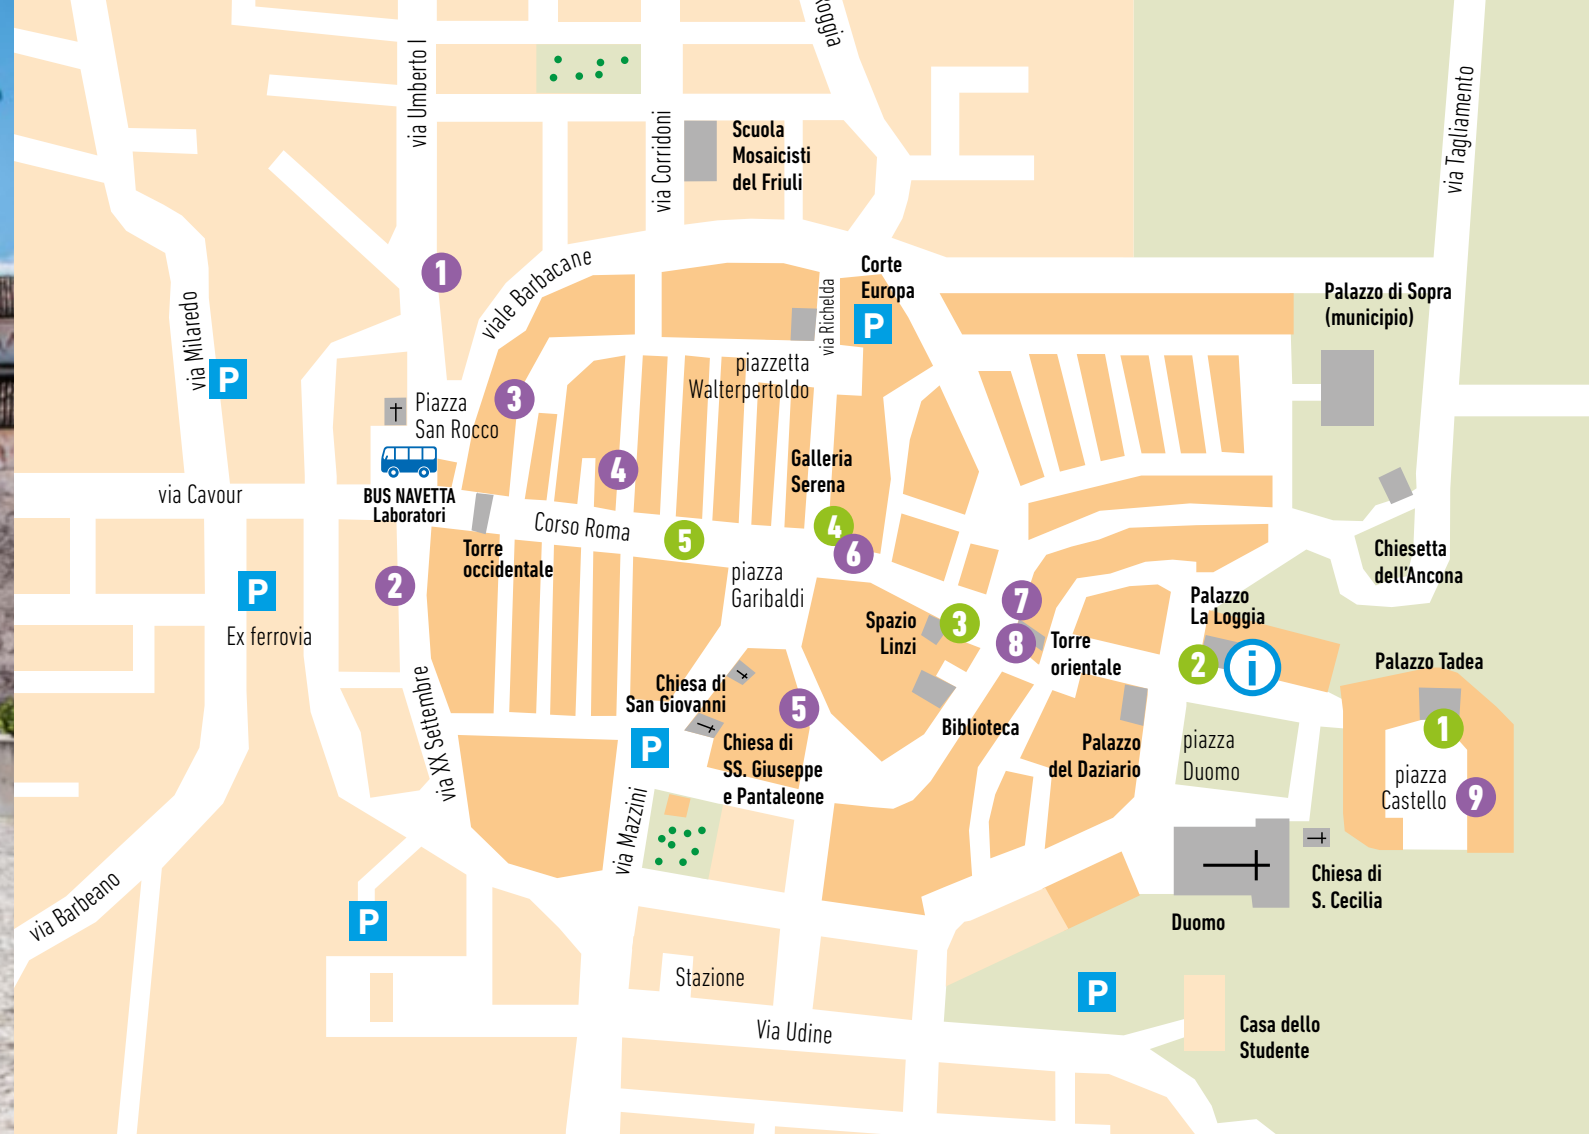 via Umberto I
via Corridoni
Scuola
Mosaicisti
del Friuli
via Tagliamento
1
viale Barbacane
via Milaredo
P
Corte
Europa
P
via Richelda
Palazzo di Sopra
(municipio)
piazzetta
Walterpertoldo
3
Piazza
San Rocco
BUS NAVETTA
Laboratori
via Cavour
4
Galleria
Serena
4
6
Corso Roma
5
Torre
occidentale
2
P
Ex ferrovia
piazza
Garibaldi
Chiesetta
dell'Ancona
7
8
Torre
orientale
Spazio
Linzi
3
Palazzo
La Loggia
2
i
Palazzo Tadea
1
piazza
Castello
9
Chiesa di
San Giovanni
5
P
Chiesa di
SS. Giuseppe
e Pantaleone
Biblioteca
Palazzo
del Daziario
piazza
Duomo
via XX Settembre
via Mazzini
via Barbeano
P
Chiesa di
S. Cecilia
Duomo
Stazione
P
Via Udine
Casa dello
Studente